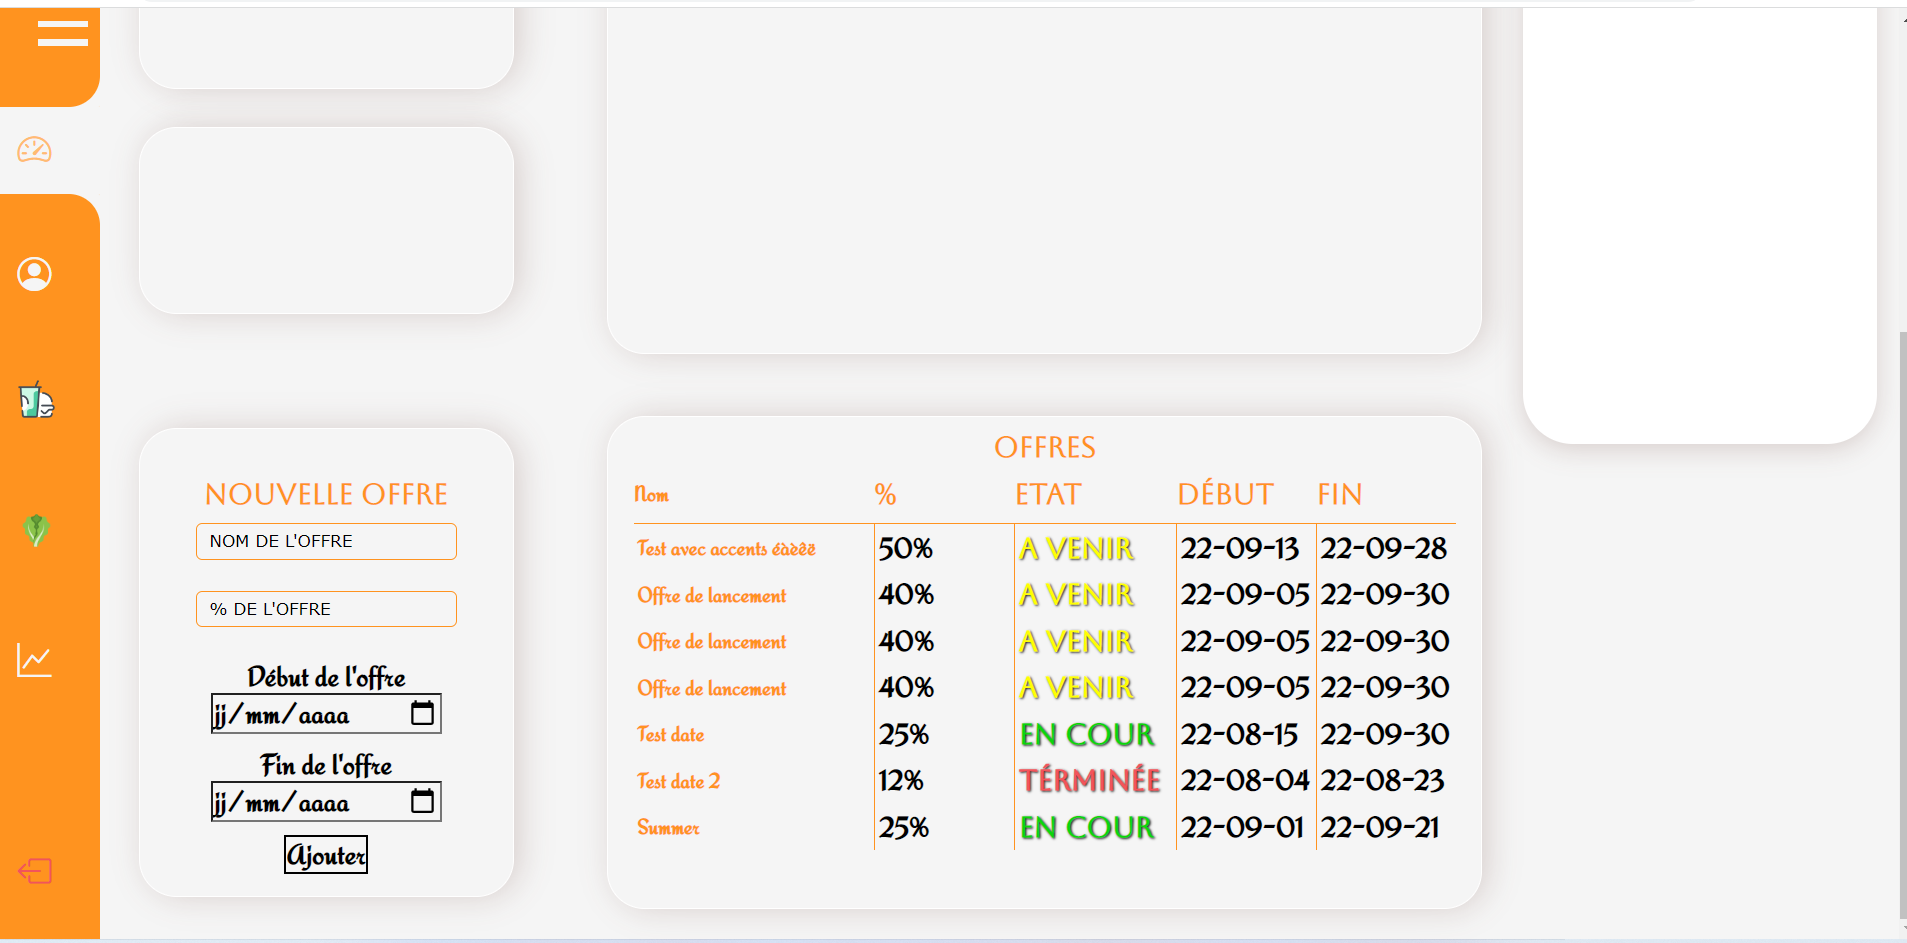 NOUVELLE OFFRE
NOM DE L'OFFRE
% DE L'OFFRE
Début de l'offre
jj/mm/aaaa
Fin de l'offre
jj/mm/aaaa
Ajouter
OFFRES
Nom % ETAT DÉBUT FIN
Test avec accents éàèêë 50% A VENIR 22-09-13 22-09-28
Offre de lancement 40% A VENIR 22-09-05 22-09-30
Offre de lancement 40% A VENIR 22-09-05 22-09-30
Offre de lancement 40% A VENIR 22-09-05 22-09-30
Test date 25% EN COUR 22-08-15 22-09-30
Test date 2 12% TÉRMINÉE 22-08-04 22-08-23
Summer 25% EN COUR 22-09-01 22-09-21